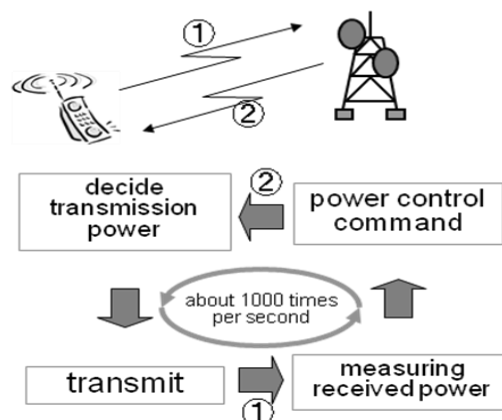 ①
②
decide
transmission
power
②
power control
command
about 1000 times
per second
transmit
①
measuring
received power